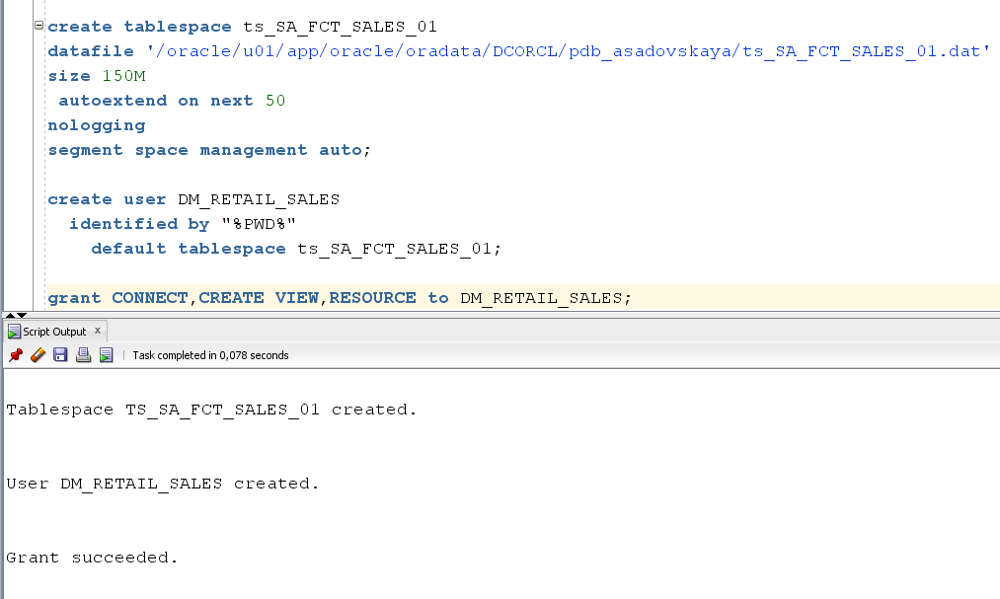 create tablespace ts_SA_FCT_SALES_01
datafile '/oracle/u01/app/oracle/oradata/DCORCL/pdb_asadovskaya/ts_SA_FCT_SALES_01.dat'
size 150M
autoextend on next 50
nologging
segment space management auto;
create user DM_RETAIL_SALES
identified by "%PWD%"
default tablespace ts_SA_FCT_SALES_01;
grant CONNECT,CREATE VIEW,RESOURCE to DM_RETAIL_SALES;
Script Output x
Task completed in 0,078 seconds
Tablespace TS_SA_FCT_SALES_01 created.
User DM_RETAIL_SALES created.
Grant succeeded.